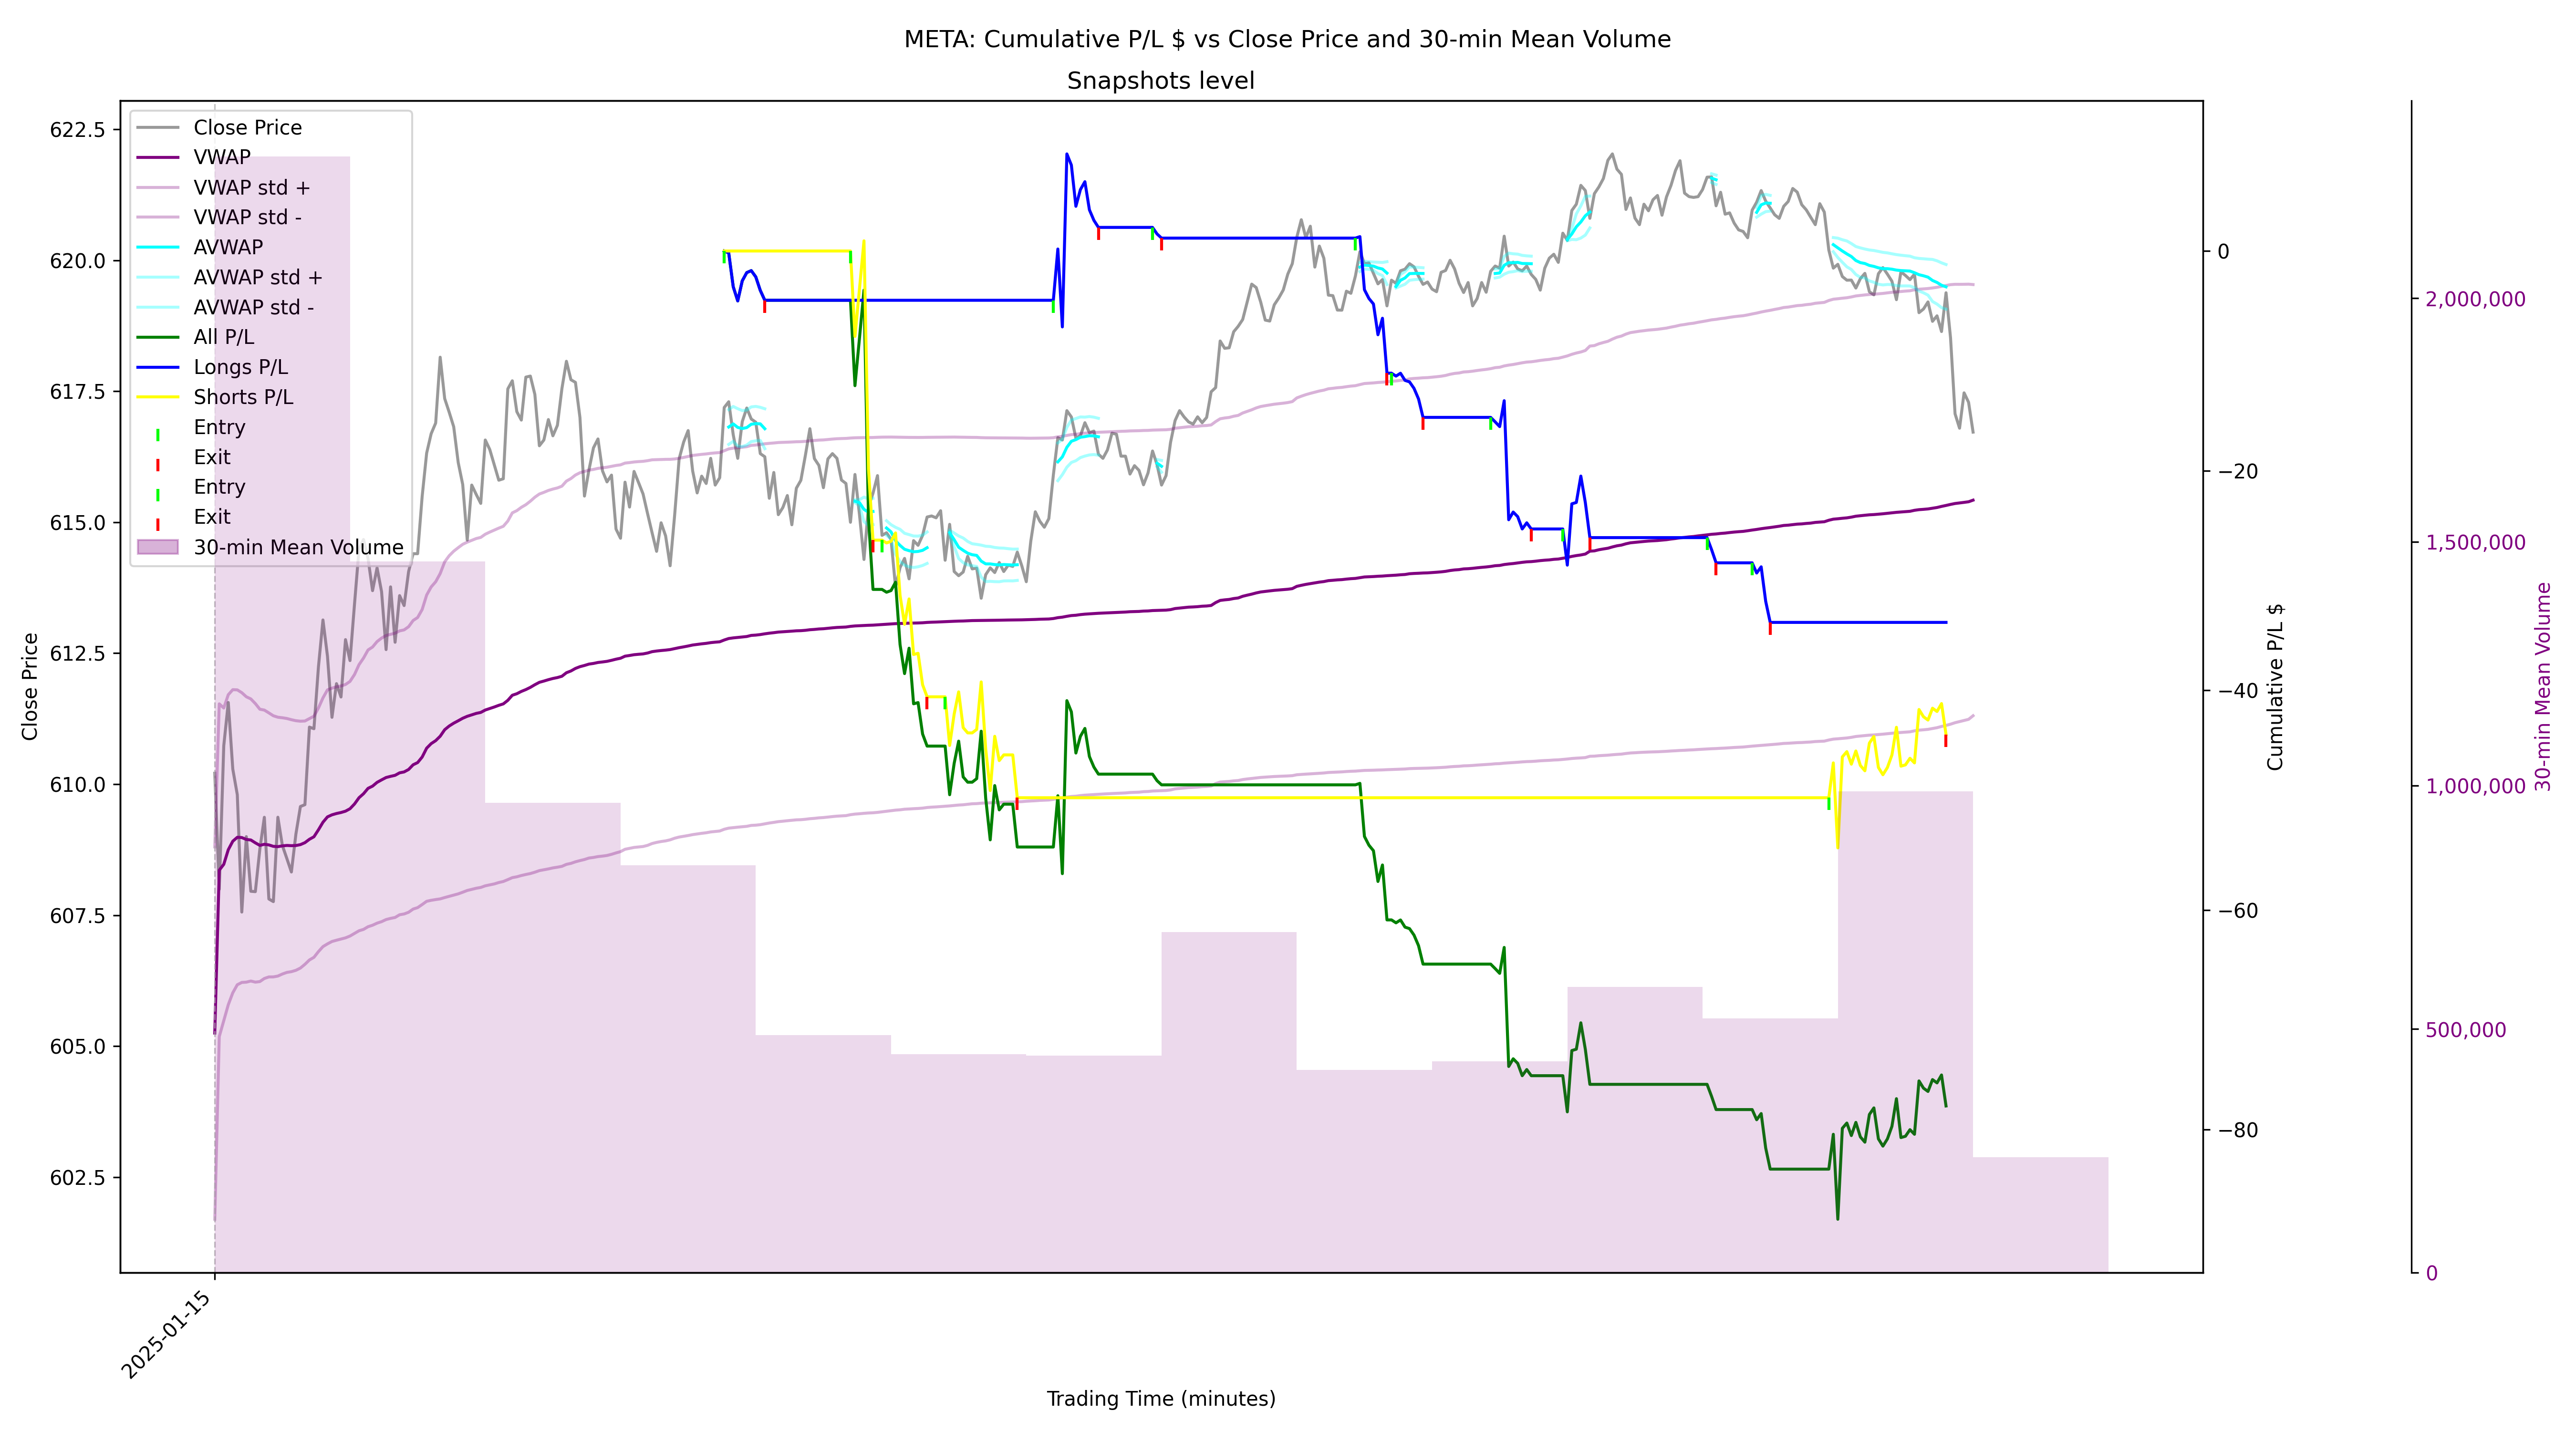 META: Cumulative P/L $ vs Close Price and 30-min Mean Volume
Snapshots level
Close Price
VWAP
VWAP std +
VWAP std -
AVWAP
AVWAP std +
AVWAP std -
All P/L
Longs P/L
Shorts P/L
Entry
Exit
Entry
Exit
30-min Mean Volume
622.5
620.0
617.5
615.0
612.5
610.0
607.5
605.0
602.5
Close Price
0
−20
−40
−60
−80
Cumulative P/L $
2,000,000
1,500,000
1,000,000
500,000
0
30-min Mean Volume
2025-01-15
Trading Time (minutes)